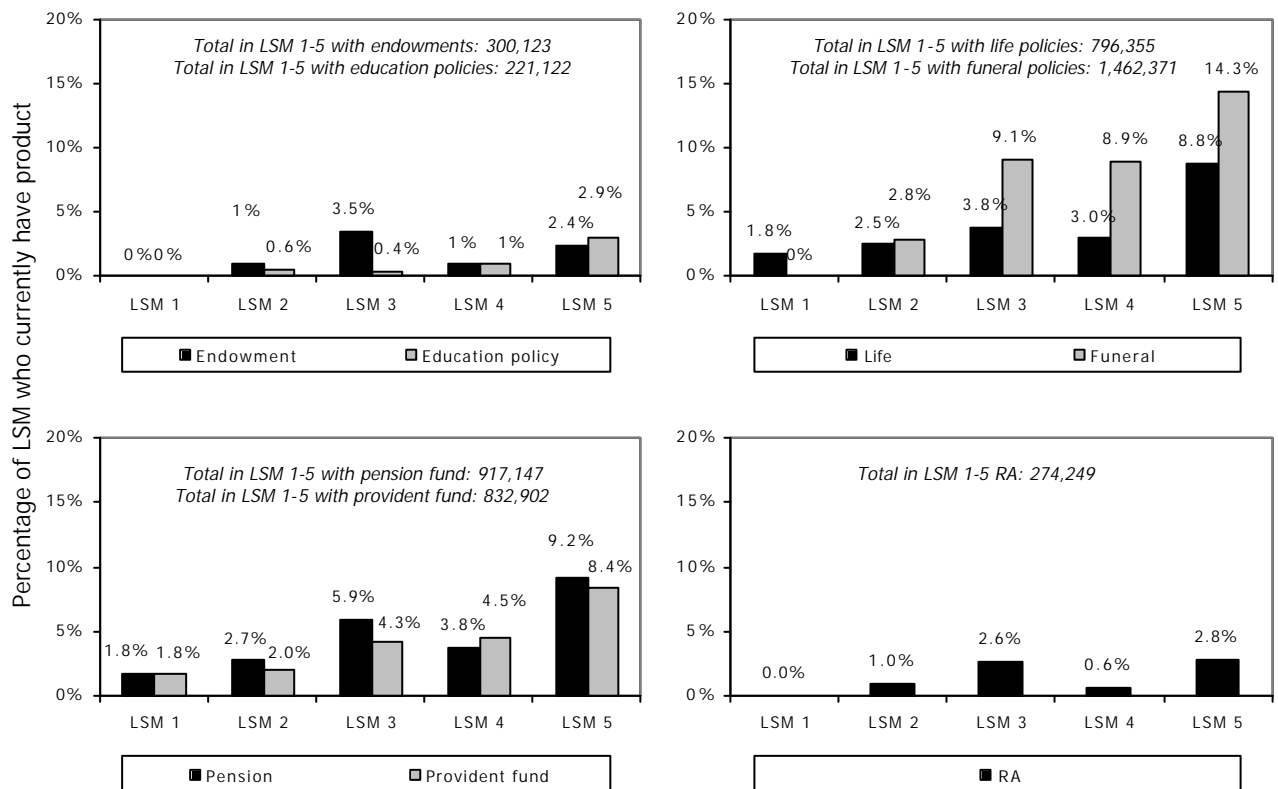 Percentage of LSM who currently have product
20%
15%
10%
5%
0%
Total in LSM 1-5 with endowments: 300,123
Total in LSM 1-5 with education policies: 221,122
0% 0%
1% 0.6%
3.5% 0.4%
1% 1%
2.4% 2.9%
LSM 1 LSM 2 LSM 3 LSM 4 LSM 5
Endowment Education policy
20%
15%
10%
5%
0%
Total in LSM 1-5 with life policies: 796,355
Total in LSM 1-5 with funeral policies: 1,462,371
1.8% 0%
2.5% 2.8%
3.8% 9.1%
3.0% 8.9%
8.8% 14.3%
LSM 1 LSM 2 LSM 3 LSM 4 LSM 5
Life Funeral
20%
15%
10%
5%
0%
Total in LSM 1-5 with pension fund: 917,147
Total in LSM 1-5 with provident fund: 832,902
1.8% 1.8%
2.7% 2.0%
5.9% 4.3%
3.8% 4.5%
9.2% 8.4%
LSM 1 LSM 2 LSM 3 LSM 4 LSM 5
Pension Provident fund
20%
15%
10%
5%
0%
Total in LSM 1-5 RA: 274,249
0.0% 1.0% 2.6% 0.6% 2.8%
LSM 1 LSM 2 LSM 3 LSM 4 LSM 5
RA